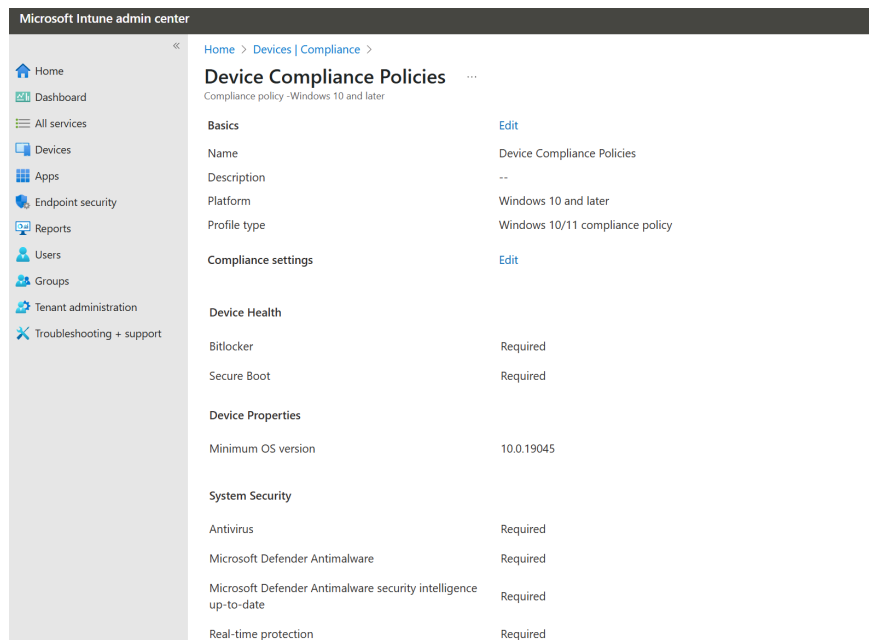 Microsoft Intune admin center
«
Home > Devices | Compliance >
Home
Dashboard
All services
Devices
Apps
Endpoint security
Reports
Users
Groups
Tenant administration
Troubleshooting + support
Device Compliance Policies ...
Compliance policy -Windows 10 and later
Basics Edit
Name Device Compliance Policies
Description --
Platform Windows 10 and later
Profile type Windows 10/11 compliance policy
Compliance settings Edit
Device Health
Bitlocker Required
Secure Boot Required
Device Properties
Minimum OS version 10.0.19045
System Security
Antivirus Required
Microsoft Defender Antimalware Required
Microsoft Defender Antimalware security intelligence
up-to-date Required
Real-time protection Required